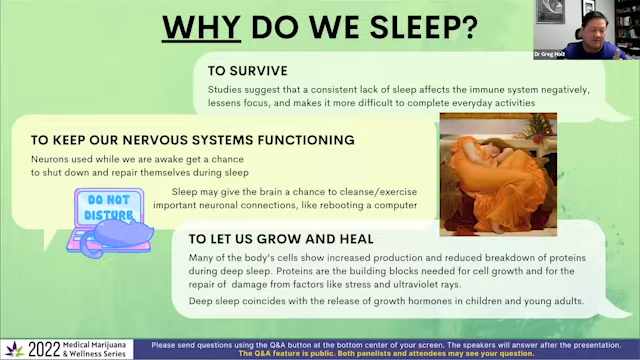 WHY DO WE SLEEP?
Dr Greg Holt
TO SURVIVE
Studies suggest that a consistent lack of sleep affects the immune system negatively,
lessens focus, and makes it more difficult to complete everyday activities
TO KEEP OUR NERVOUS SYSTEMS FUNCTIONING
Neurons used while we are awake get a chance
to shut down and repair themselves during sleep
DO NOT
DISTURB
Sleep may give the brain a chance to cleanse/exercise
important neuronal connections, like rebooting a computer
TO LET US GROW AND HEAL
Many of the body's cells show increased production and reduced breakdown of proteins
during deep sleep. Proteins are the building blocks needed for cell growth and for the
repair of damage from factors like stress and ultraviolet rays.
Deep sleep coincides with the release of growth hormones in children and young adults.
2022 Medical Marijuana
& Wellness Series
Please send questions using the Q&A button at the bottom center of your screen. The speakers will answer after the presentation.
The Q&A feature is public. Both panelists and attendees may see your question.